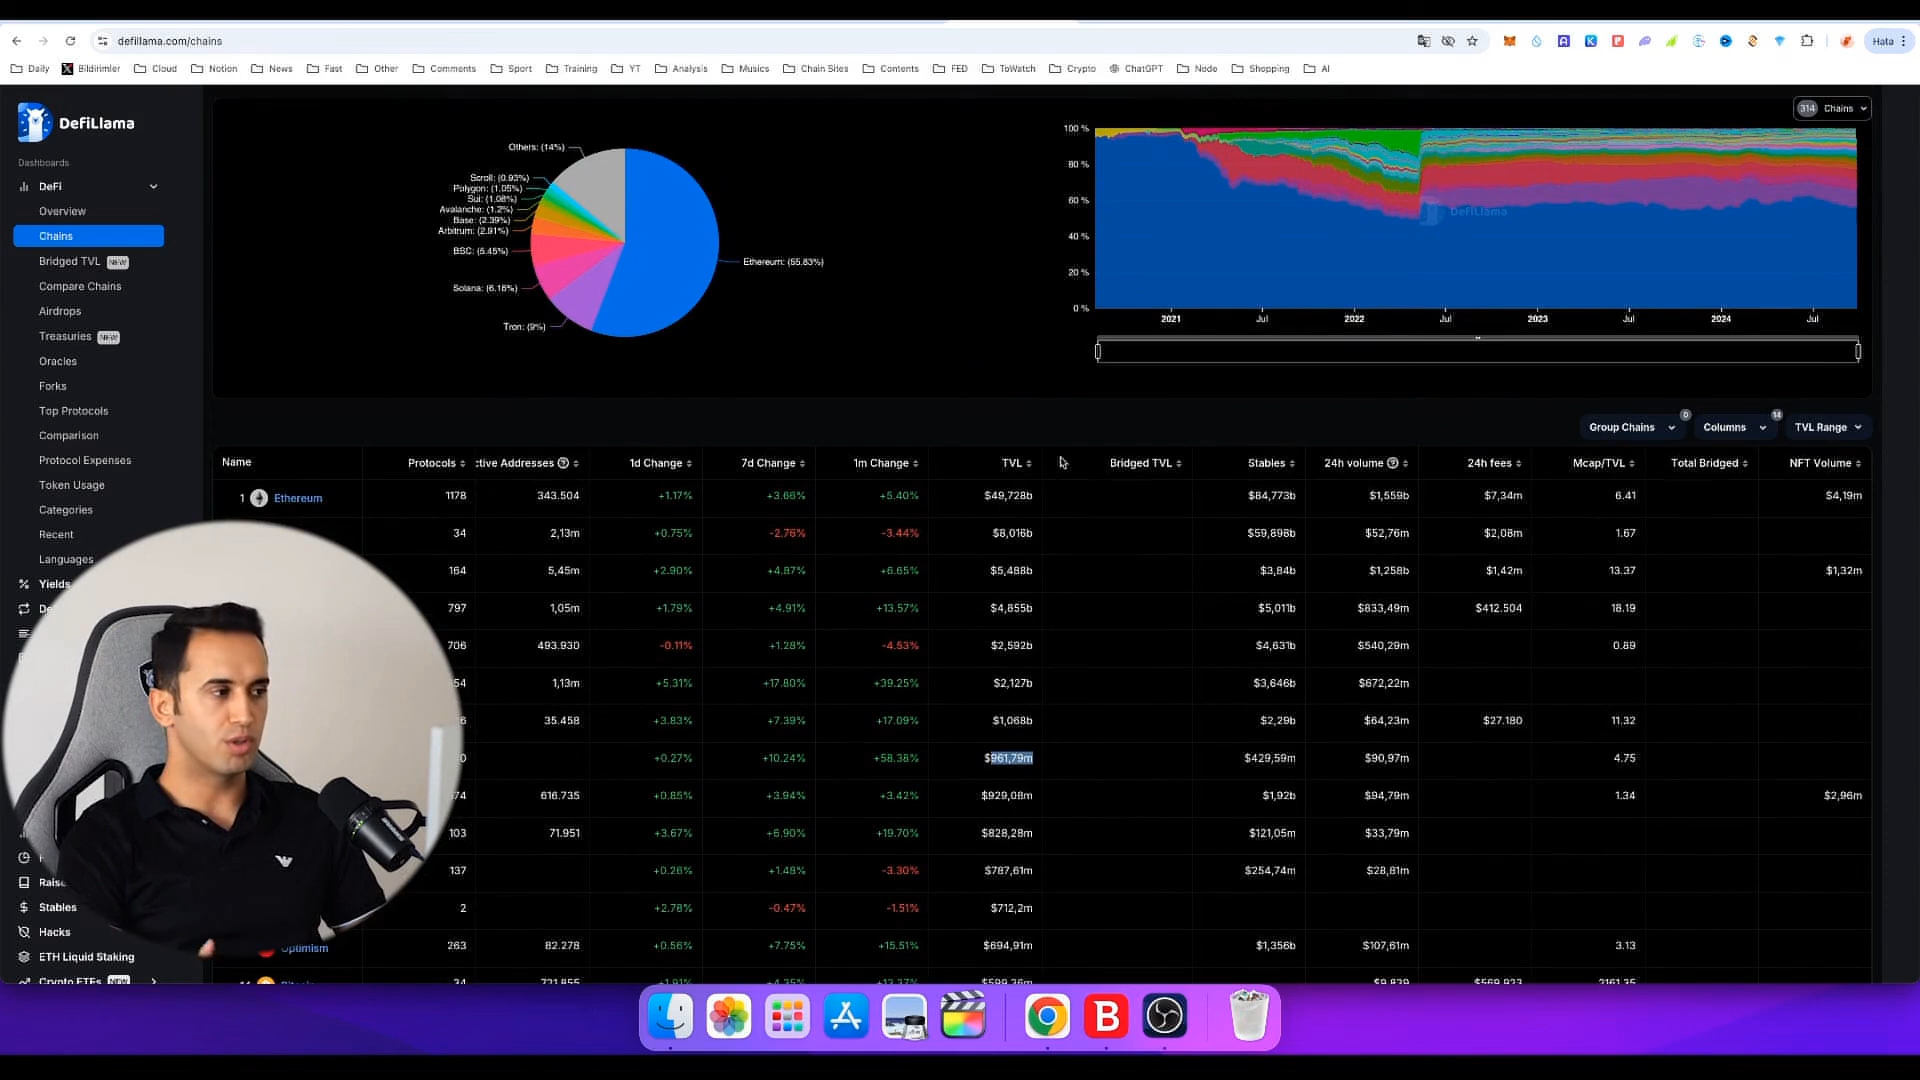 defillama.com/chains
Hata
Daily
Bildirimler
Cloud
Notion
News
Fast
Other
Comments
Sport
Training
YT
Analysis
Musics
Chain Sites
Contents
FED
ToWatch
Crypto
ChatGPT
Node
Shopping
AI
DefiLlama
Dashboards
DeFi
Overview
Chains
Bridged TVL NEW
Compare Chains
Airdrops
Treasuries NEW
Oracles
Forks
Top Protocols
Comparison
Protocol Expenses
Token Usage
Categories
Recent
Languages
Yields
Stables
Hacks
ETH Liquid Staking
Crypto ETFs NEW
Others: (14%)
Scroll: (0.93%)
Polygon: (1.05%)
Sui: (1.08%)
Avalanche: (1.2%)
Base: (2.39%)
Arbitrum: (2.91%)
BSC: (5.45%)
Solana: (6.16%)
Tron: (9%)
Ethereum: (55.83%)
314 Chains
100 %
80 %
60 %
40 %
20 %
0 %
DefiLlama
2021 Jul 2022 Jul 2023 Jul 2024 Jul
Group Chains 0 Columns 14 TVL Range
Name Protocols ctive Addresses 1d Change 7d Change 1m Change TVL Bridged TVL Stables 24h volume 24h fees Mcap/TVL Total Bridged NFT Volume
1 Ethereum 1178 343.504 +1.17% +3.66% +5.40% $49,728b $84,773b $1,559b $7,34m 6.41 $4,19m
34 2,13m +0.75% -2.76% -3.44% $8,016b $59,898b $52,76m $2,08m 1.67
164 5,45m +2.90% +4.87% +6.65% $5,488b $3,84b $1,258b $1,42m 13.37 $1,32m
797 1,05m +1.79% +4.91% +13.57% $4,855b $5,011b $833,49m $412.504 18.19
706 493.930 -0.11% +1.28% -4.53% $2,592b $4,631b $540,29m 0.89
54 1,13m +5.31% +17.80% +39.25% $2,127b $3,646b $672,22m
6 35.458 +3.83% +7.39% +17.09% $1,068b $2,29b $64,23m $27.180 11.32
0 +0.27% +10.24% +58.38% $961,79m $429,59m $90,97m 4.75
74 616.735 +0.85% +3.94% +3.42% $929,08m $1,92b $94,79m 1.34 $2,96m
103 71.951 +3.67% +6.90% +19.70% $828,28m $121,05m $33,79m
137 +0.26% +1.48% -3.30% $787,61m $254,74m $28,81m
2 +2.78% -0.47% -1.51% $712,2m
Optimism 263 82.278 +0.56% +7.75% +15.51% $694,91m $1,356b $107,61m 3.13